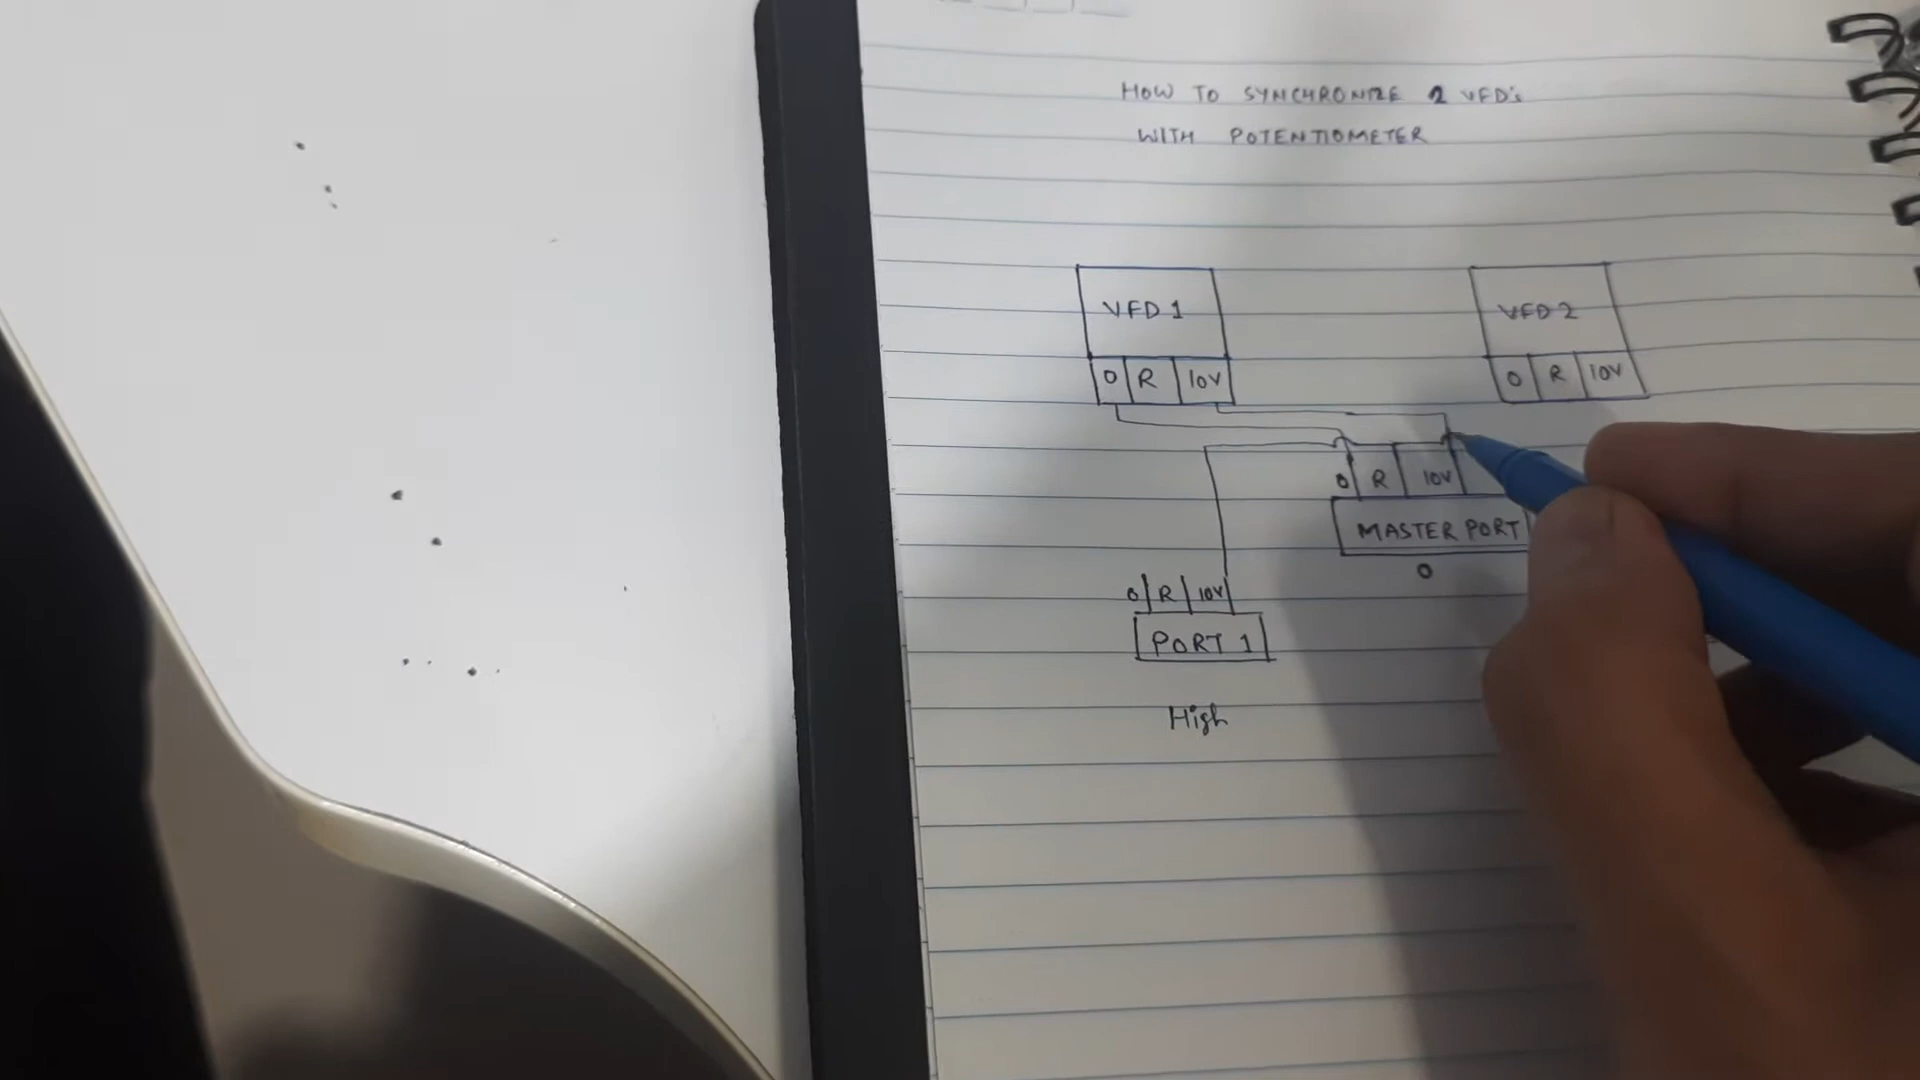 HOW TO SYNCHRONIZE 2 VFD's
WITH POTENTIOMETER
VFD 1
VFD 2
0 R 10V
0 R 10V
0 R 10V
MASTER PORT
0
0 R 10V
PORT 1
High